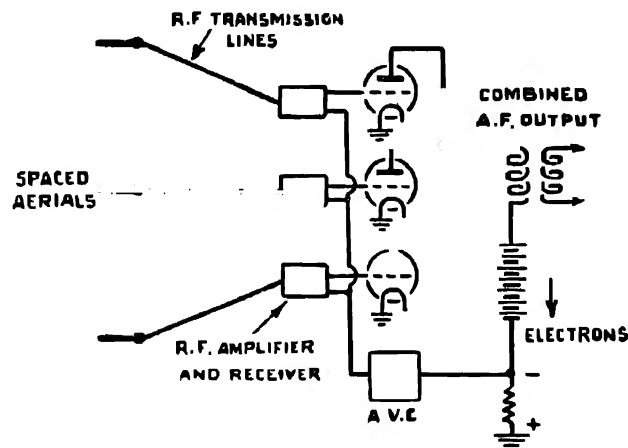 R.F TRANSMISSION
LINES
COMBINED
A.F. OUTPUT
SPACED
AERIALS
R.F. AMPLIFIER
AND RECEIVER
A V.C
ELECTRONS
-
+